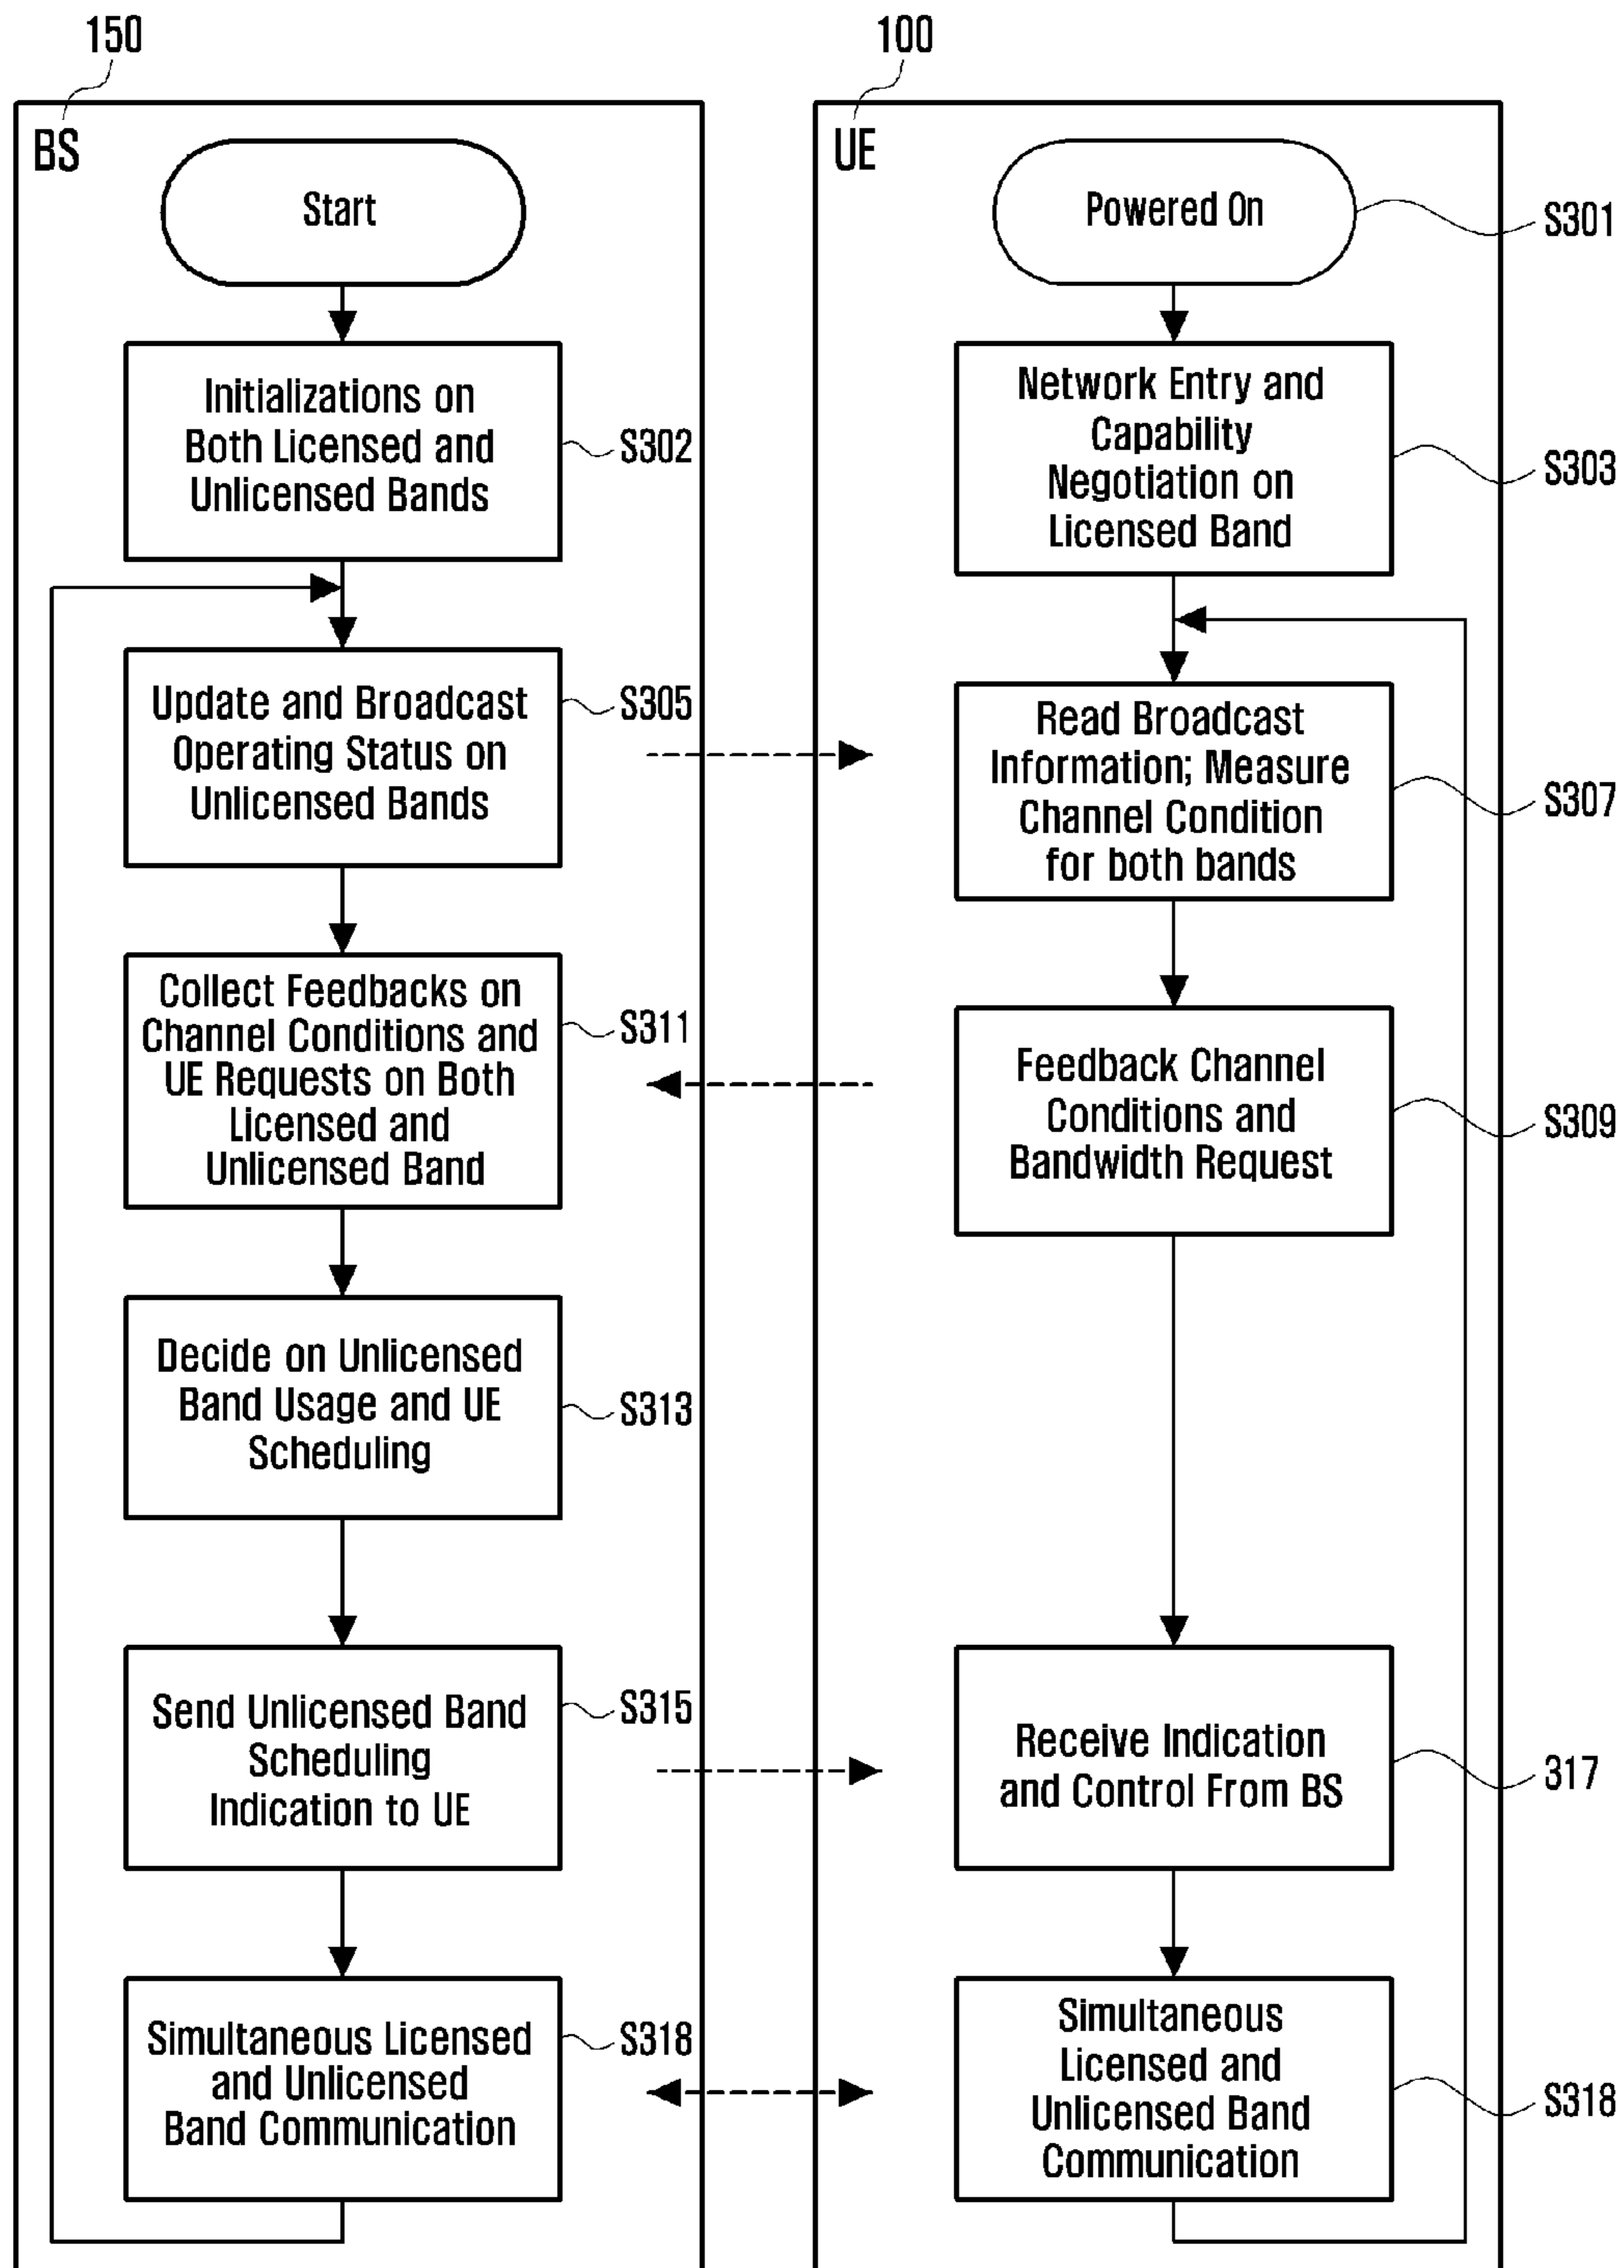 150
BS
Start
Initializations on
Both Licensed and
Unlicensed Bands
S302
Update and Broadcast
Operating Status on
Unlicensed Bands
S305
Collect Feedbacks on
Channel Conditions and
UE Requests on Both
Licensed and
Unlicensed Band
S311
Decide on Unlicensed
Band Usage and UE
Scheduling
S313
Send Unlicensed Band
Scheduling
Indication to UE
S315
Simultaneous Licensed
and Unlicensed
Band Communication
S318
100
UE
Powered On
S301
Network Entry and
Capability
Negotiation on
Licensed Band
S303
Read Broadcast
Information; Measure
Channel Condition
for both bands
S307
Feedback Channel
Conditions and
Bandwidth Request
S309
Receive Indication
and Control From BS
317
Simultaneous
Licensed and
Unlicensed Band
Communication
S318